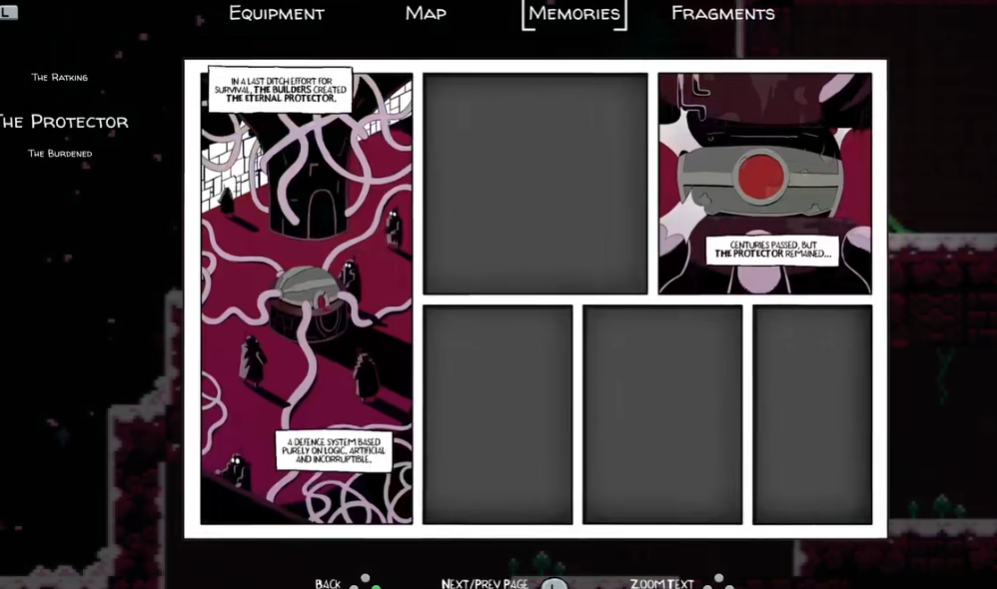 L
EQUIPMENT MAP MEMORIES FRAGMENTS
THE RATKING
THE PROTECTOR
THE BURDENED
IN A LAST DITCH EFFORT FOR
SURVIVAL, THE BUILDERS CREATED
THE ETERNAL PROTECTOR.
A DEFENCE SYSTEM BASED
PURELY ON LOGIC. ARTIFICIAL
AND INCORRUPTIBLE.
CENTURIES PASSED, BUT
THE PROTECTOR REMAINED...
BACK NEXT/PREV PAGE L ZOOM TEXT